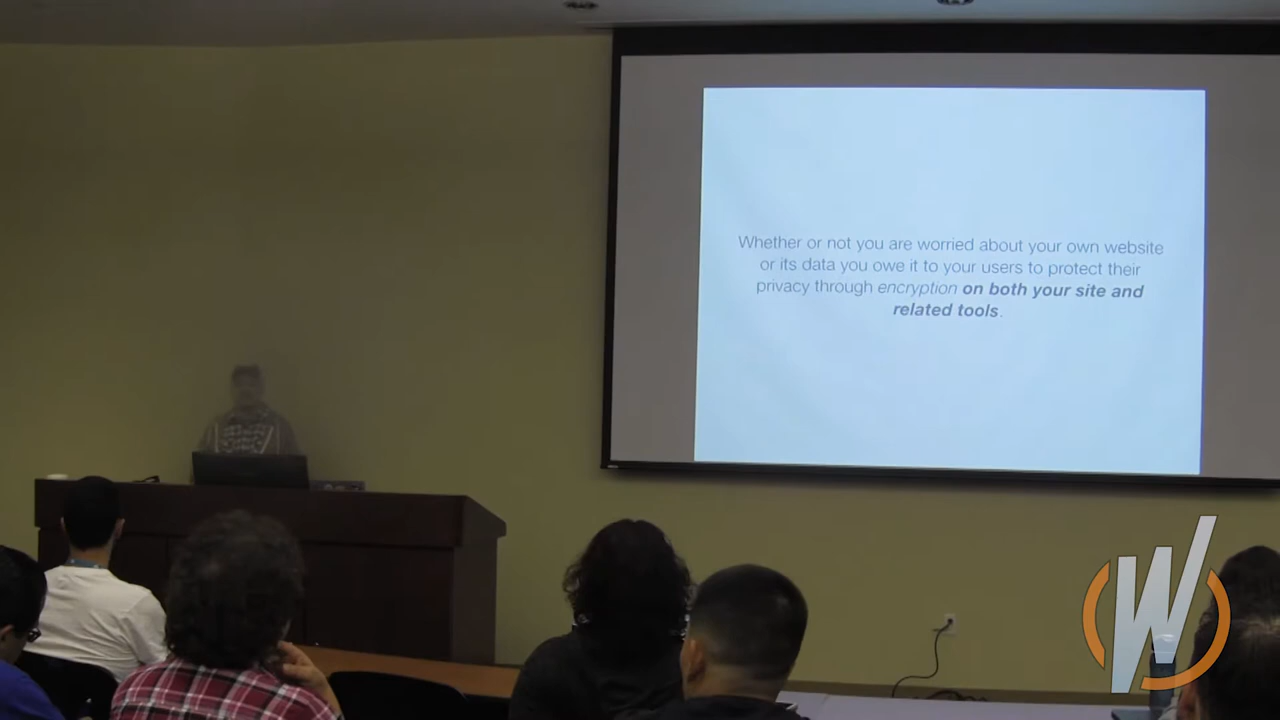 Whether or not you are worried about your own website
or its data you owe it to your users to protect their
privacy through encryption on both your site and
related tools.
W